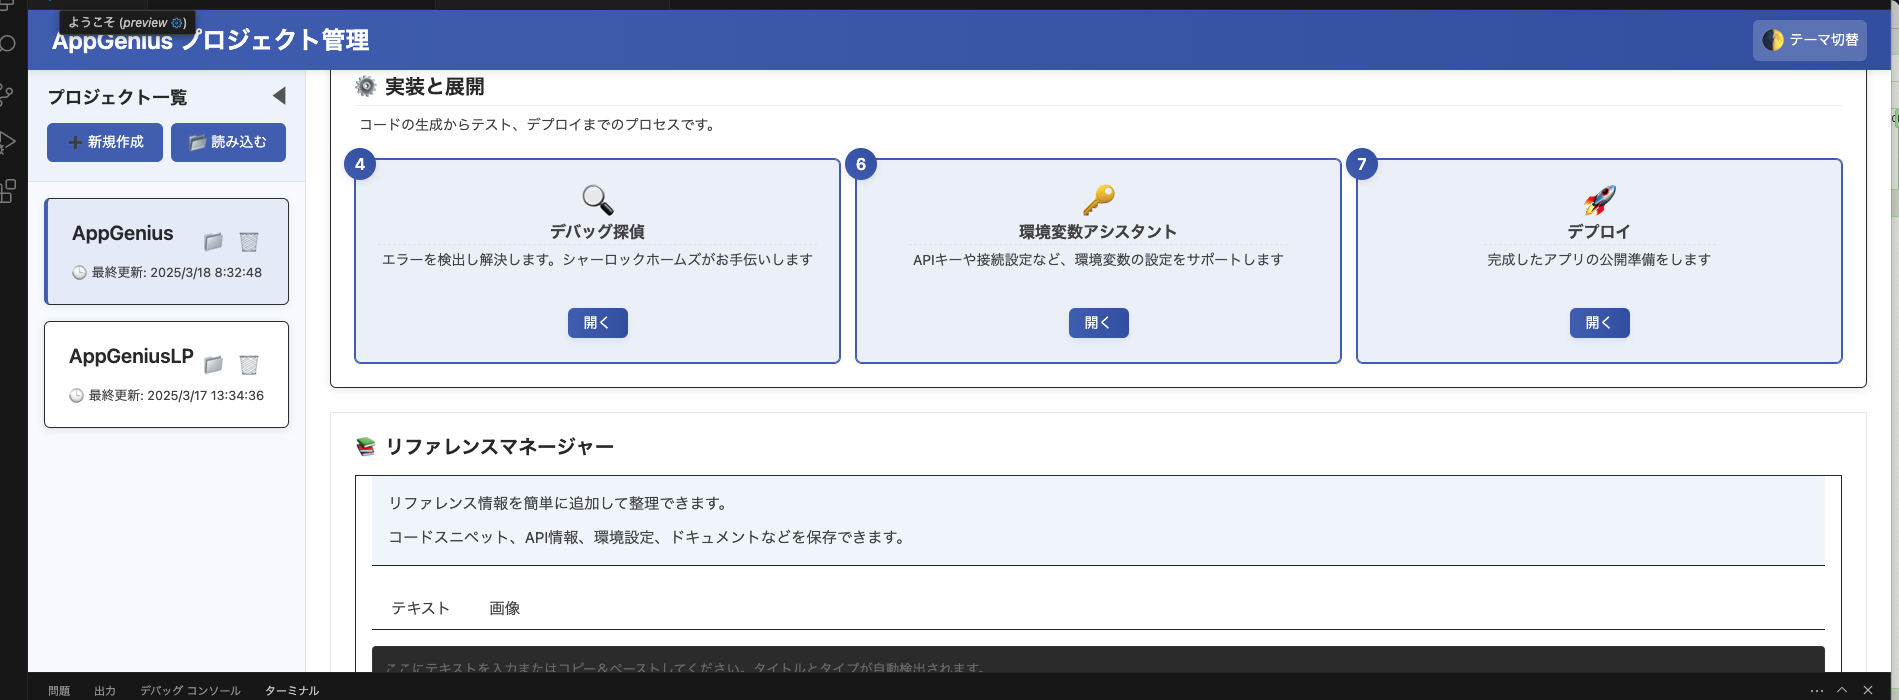 ようこそ (preview ⚙)
AppGenius プロジェクト管理
テーマ切替
プロジェクト一覧
新規作成
読み込む
AppGenius
最終更新: 2025/3/18 8:32:48
AppGeniusLP
最終更新: 2025/3/17 13:34:36
実装と展開
コードの生成からテスト、デプロイまでのプロセスです。
4
デバッグ探偵
エラーを検出し解決します。シャーロックホームズがお手伝いします
開く
6
環境変数アシスタント
APIキーや接続設定など、環境変数の設定をサポートします
開く
7
デプロイ
完成したアプリの公開準備をします
開く
リファレンスマネージャー
リファレンス情報を簡単に追加して整理できます。
コードスニペット、API情報、環境設定、ドキュメントなどを保存できます。
テキスト 画像
ここにテキストを入力またはコピー&ペーストしてください。タイトルとタイプが自動検出されます。
問題 出力 デバッグ コンソール ターミナル